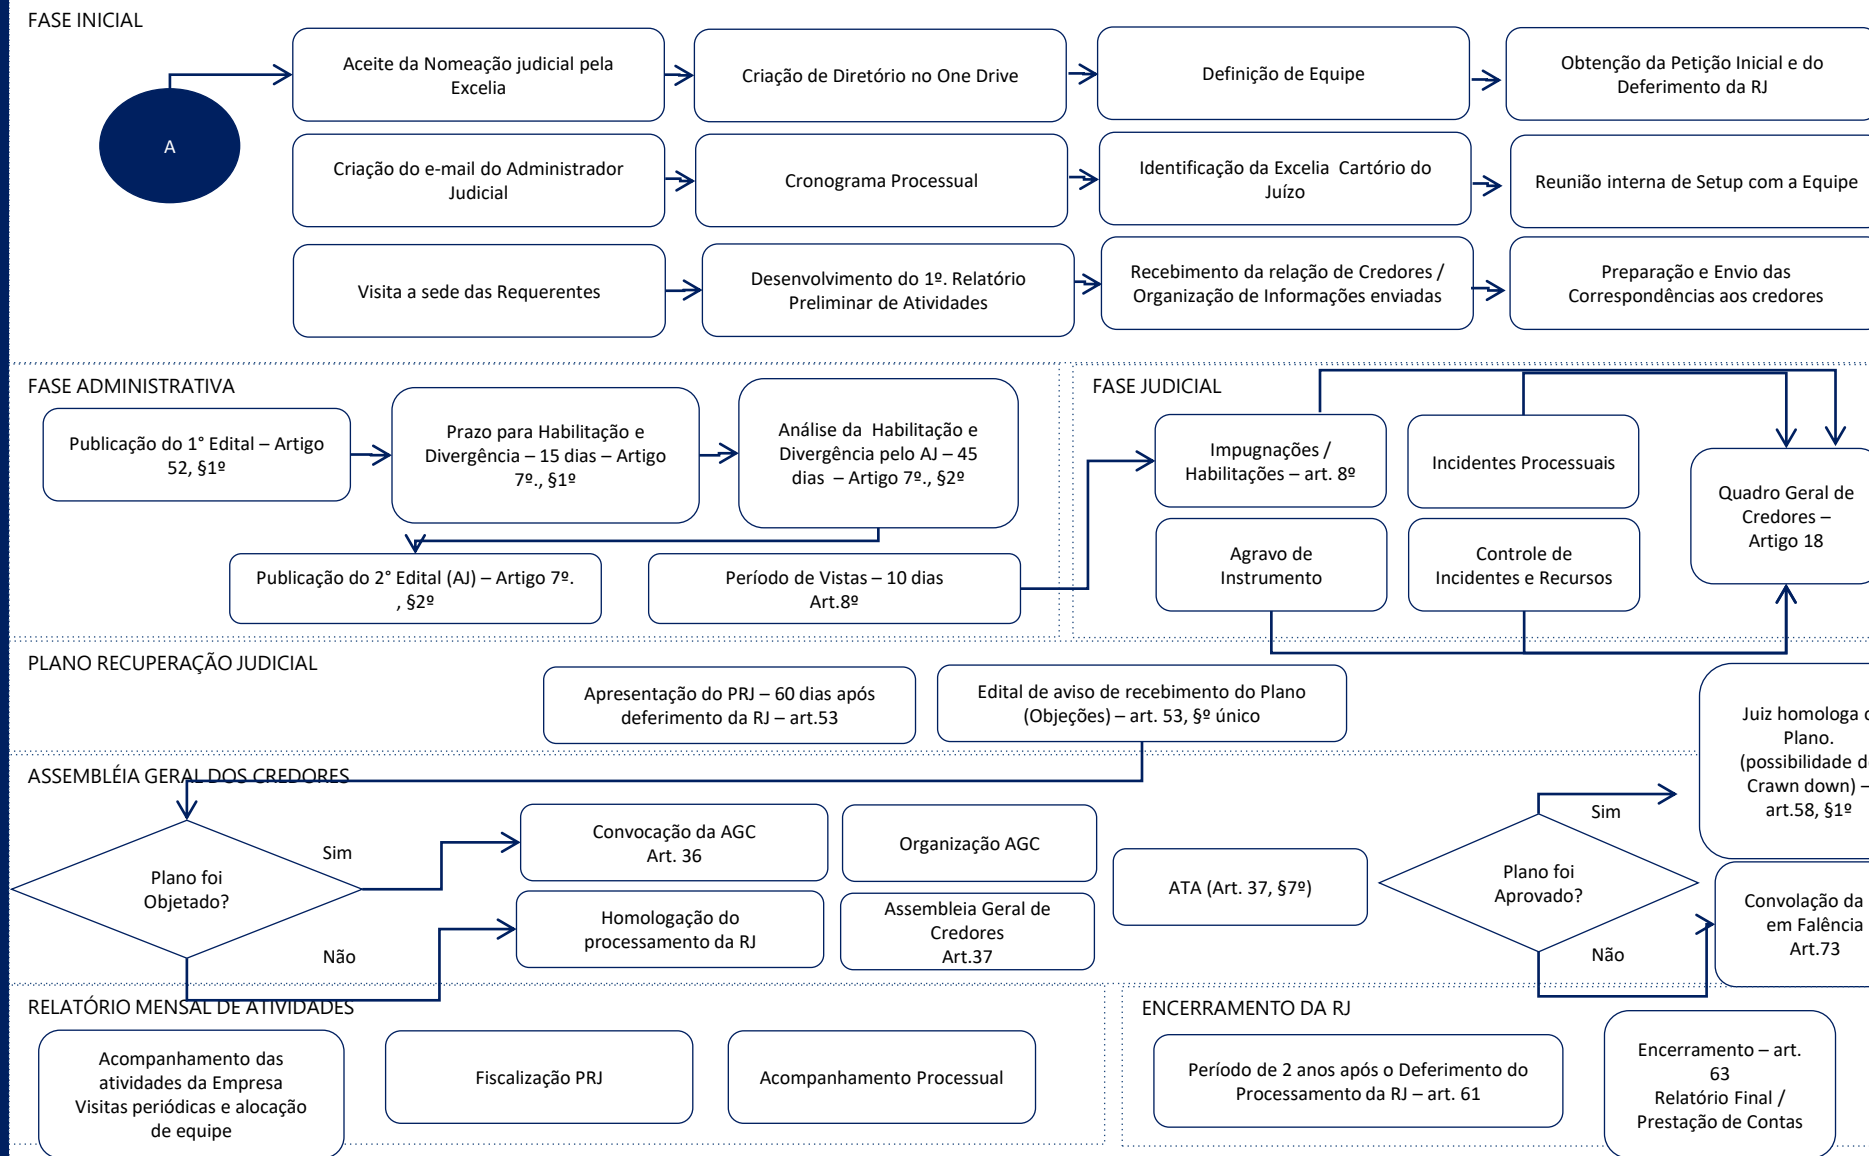 FASE INICIAL
A
Aceite da Nomeação judicial pela
Excelia
Criação de Diretório no One Drive
Definição de Equipe
Obtenção da Petição Inicial e do
Deferimento da RJ
Criação do e-mail do Administrador
Judicial
Cronograma Processual
Identificação da Excelia  Cartório do
Juízo
Reunião interna de Setup com a Equipe
Visita a sede das Requerentes
Desenvolvimento do 1º. Relatório
Preliminar de Atividades
Recebimento da relação de Credores /
Organização de Informações enviadas
Preparação e Envio das
Correspondências aos credores
FASE ADMINISTRATIVA
Publicação do 1° Edital – Artigo
52, §1º
Prazo para Habilitação e
Divergência – 15 dias – Artigo
7º., §1º
Análise da  Habilitação e
Divergência pelo AJ – 45
dias  – Artigo 7º., §2º
Publicação do 2° Edital (AJ) – Artigo 7º.
, §2º
Período de Vistas – 10 dias
Art.8º
FASE JUDICIAL
Impugnações /
Habilitações – art. 8º
Incidentes Processuais
Agravo de
Instrumento
Controle de
Incidentes e Recursos
Quadro Geral de
Credores –
Artigo 18
PLANO RECUPERAÇÃO JUDICIAL
Apresentação do PRJ – 60 dias após
deferimento da RJ – art.53
Edital de aviso de recebimento do Plano
(Objeções) – art. 53, §º único
ASSEMBLÉIA GERAL DOS CREDORES
Plano foi
Objetado?
Sim
Não
Convocação da AGC
Art. 36
Organização AGC
Homologação do
processamento da RJ
Assembleia Geral de
Credores
Art.37
ATA (Art. 37, §7º)
Plano foi
Aprovado?
Sim
Não
Juiz homologa
Plano.
(possibilidade
Crawn down) –
art.58, §1º
Convolação da
em Falência
Art.73
RELATÓRIO MENSAL DE ATIVIDADES
Acompanhamento das
atividades da Empresa
Visitas periódicas e alocação
de equipe
Fiscalização PRJ
Acompanhamento Processual
ENCERRAMENTO DA RJ
Período de 2 anos após o Deferimento do
Processamento da RJ – art. 61
Encerramento – art.
63
Relatório Final /
Prestação de Contas